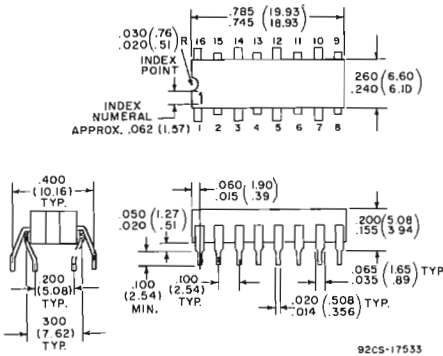 .785 (19.93)
.745 (18.93)
.030 (.76) R
.020 (.51)
16 15 14 13 12 11 10 9
INDEX
POINT
260 (6.60)
.240 (6.10)
INDEX
NUMERAL
APPROX. .062 (1.57)
1 2 3 4 5 6 7 8
.400
(10.16)
TYP.
.060 (1.90)
.015 (.39)
.050 (1.27)
.020 (.51)
.200 (5.08)
.155 (3.94)
.100
(2.54)
MIN.
.100
(2.54)
TYP.
.065 (1.65) TYP.
.035 (.89)
.020 (.508) TYP
.014 (.356)
200
(5.08)
TYP.
300
(7.62)
TYP
92CS-17533